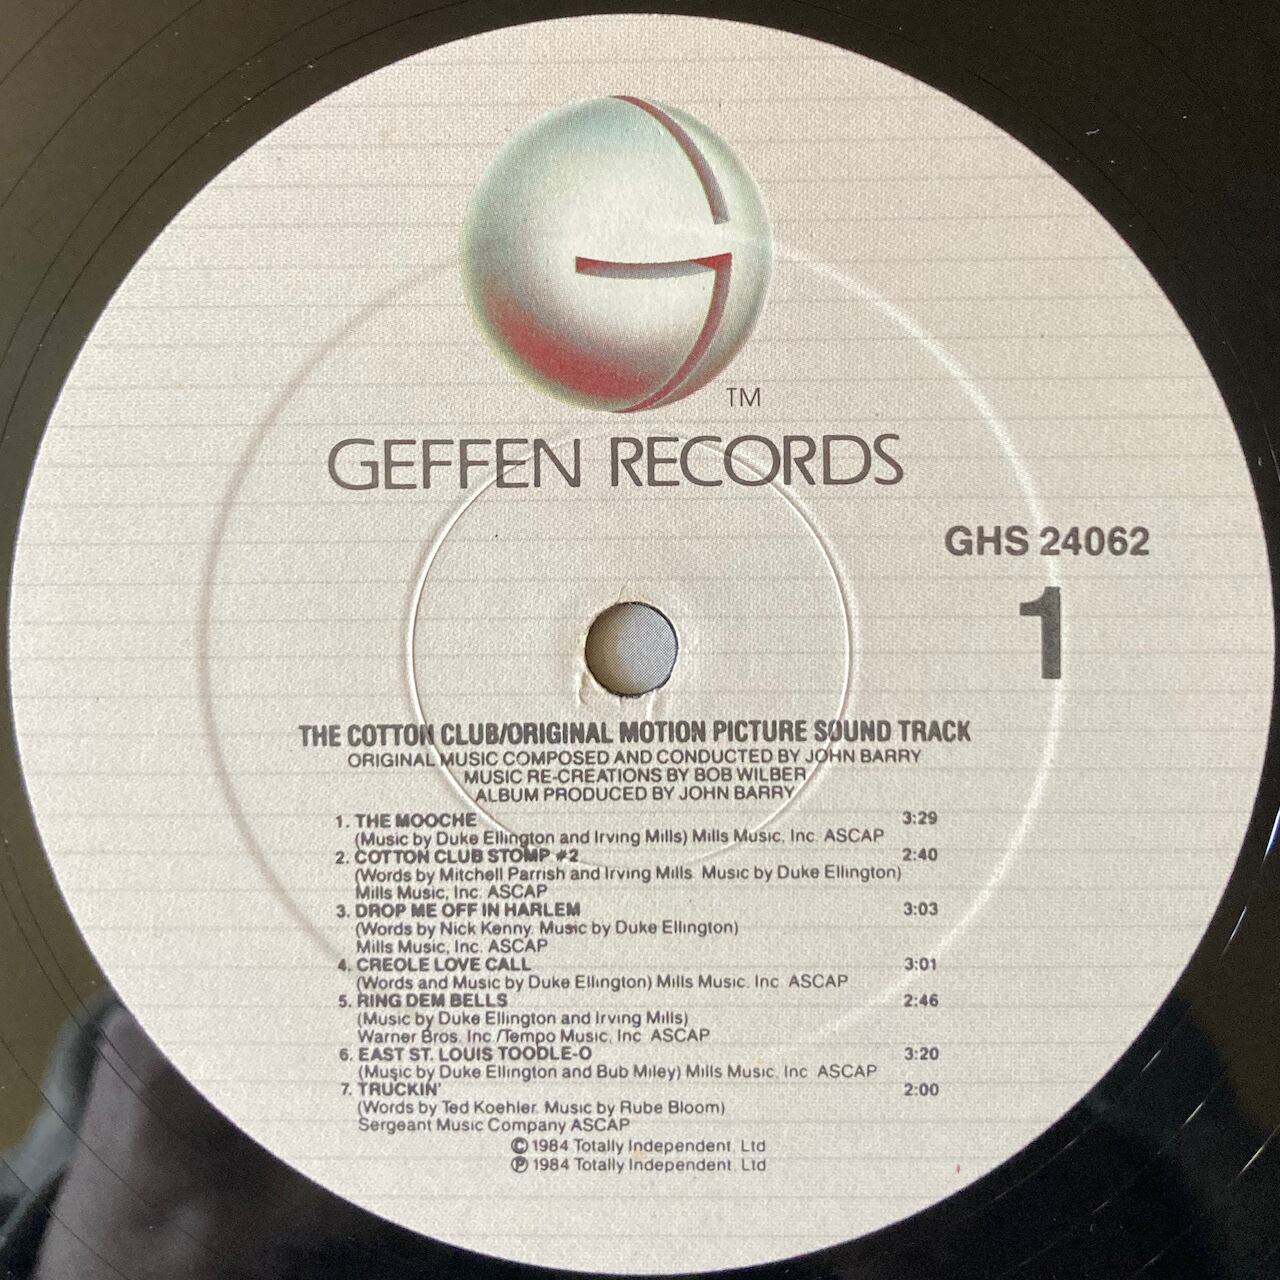 TM
GEFFEN RECORDS
GHS 24062
1
THE COTTON CLUB/ORIGINAL MOTION PICTURE SOUND TRACK
ORIGINAL MUSIC COMPOSED AND CONDUCTED BY JOHN BARRY
MUSIC RE-CREATIONS BY BOB WILBER
ALBUM PRODUCED BY JOHN BARRY
1. THE MOOCHE 3:29
(Music by Duke Ellington and Irving Mills) Mills Music, Inc. ASCAP
2. COTTON CLUB STOMP #2 2:40
(Words by Mitchell Parrish and Irving Mills. Music by Duke Ellington)
Mills Music, Inc. ASCAP
3. DROP ME OFF IN HARLEM 3:03
(Words by Nick Kenny. Music by Duke Ellington)
Mills Music, Inc. ASCAP
4. CREOLE LOVE CALL 3:01
(Words and Music by Duke Ellington) Mills Music, Inc. ASCAP
5. RING DEM BELLS 2:46
(Music by Duke Ellington and Irving Mills)
Warner Bros. Inc./Tempo Music, Inc. ASCAP
6. EAST ST. LOUIS TOODLE-O 3:20
(Music by Duke Ellington and Bub Miley) Mills Music, Inc. ASCAP
7. TRUCKIN' 2:00
(Words by Ted Koehler. Music by Rube Bloom)
Sergeant Music Company ASCAP
© 1984 Totally Independent, Ltd.
℗ 1984 Totally Independent, Ltd.